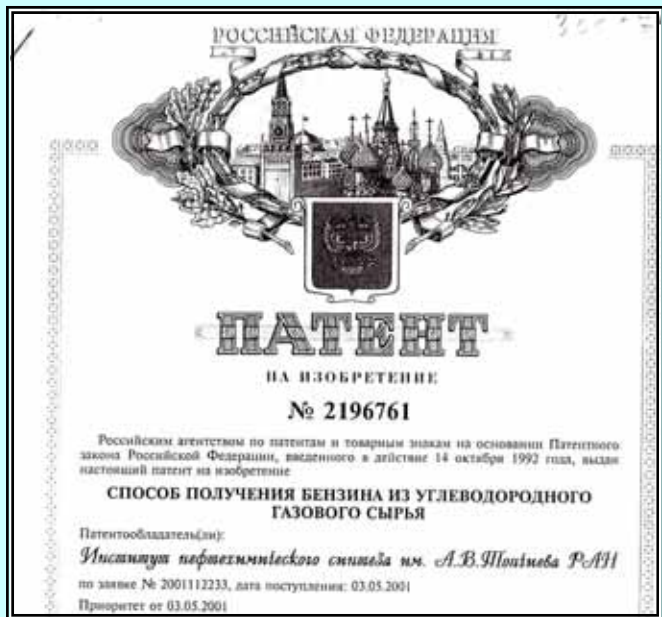 РОССИЙСКАЯ ФЕДЕРАЦИЯ
ПАТЕНТ
НА ИЗОБРЕТЕНИЕ
№ 2196761
Российским агентством по патентам и товарным знакам на основании Патентного
закона Российской Федерации, введенного в действие 14 октября 1992 года, выдан
настоящий патент на изобретение
СПОСОБ ПОЛУЧЕНИЯ БЕНЗИНА ИЗ УГЛЕВОДОРОДНОГО
ГАЗОВОГО СЫРЬЯ
Патентообладатель(ли):
Институт нефтехимического синтеза им. А.В.Топчиева РАН
по заявке № 2001112233, дата поступления: 03.05.2001
Приоритет от 03.05.2001